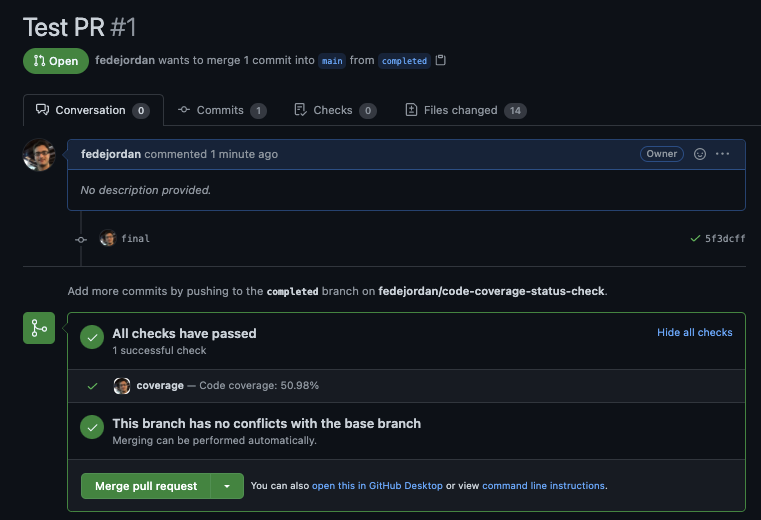 Test PR #1
Open fedejordan wants to merge 1 commit into main from completed
Conversation 0 Commits 1 Checks 0 Files changed 14
fedejordan commented 1 minute ago Owner
No description provided.
final 5f3dcff
Add more commits by pushing to the completed branch on fedejordan/code-coverage-status-check.
All checks have passed Hide all checks
1 successful check
coverage — Code coverage: 50.98%
This branch has no conflicts with the base branch
Merging can be performed automatically.
Merge pull request You can also open this in GitHub Desktop or view command line instructions.